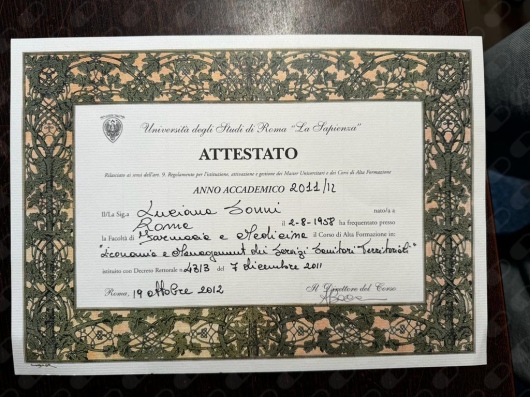 Università degli Studi di Roma "La Sapienza"
ATTESTATO
Rilasciato ai sensi dell'art. 9. Regolamento per l'istituzione, attivazione e gestione dei Master Universitari e dei Corsi di Alta Formazione
ANNO ACCADEMICO 2011/12
Il/La Sig.a Luciana Sonni nato/a a
Roma il 2-8-1958 ha frequentato presso
la Facoltà di Farmacia e Medicina il Corso di Alta Formazione in:
"Economia e Management dei Servizi Sanitari Territoriali"
istituito con Decreto Rettorale n. 4313 del 7 dicembre 2011
Roma, 19 ottobre 2012 Il Direttore del Corso